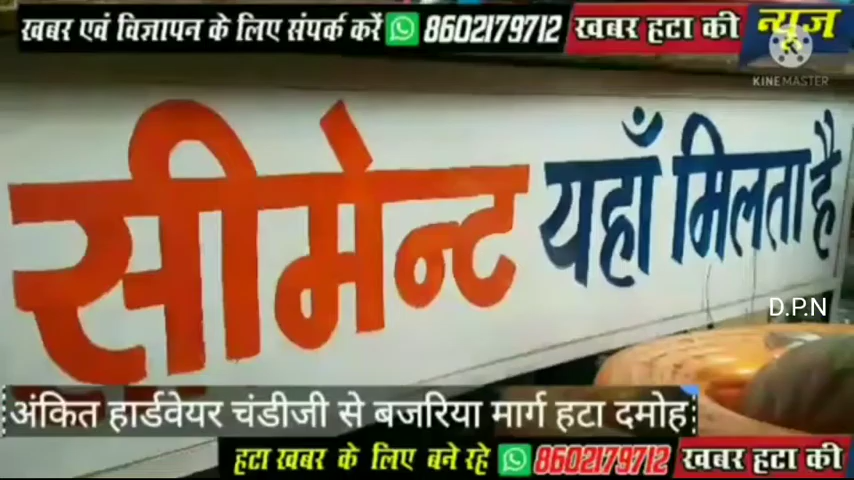 खबर एवं विज्ञापन के लिए संपर्क करें 8602179712 खबर हटा की न्यूज
KINEMASTER
सीमेन्ट यहाँ मिलता है
D.P.N
अंकित हार्डवेयर चंडीजी से बजरिया मार्ग हटा दमोह
हटा खबर के लिए बने रहे 8602179712 खबर हटा की